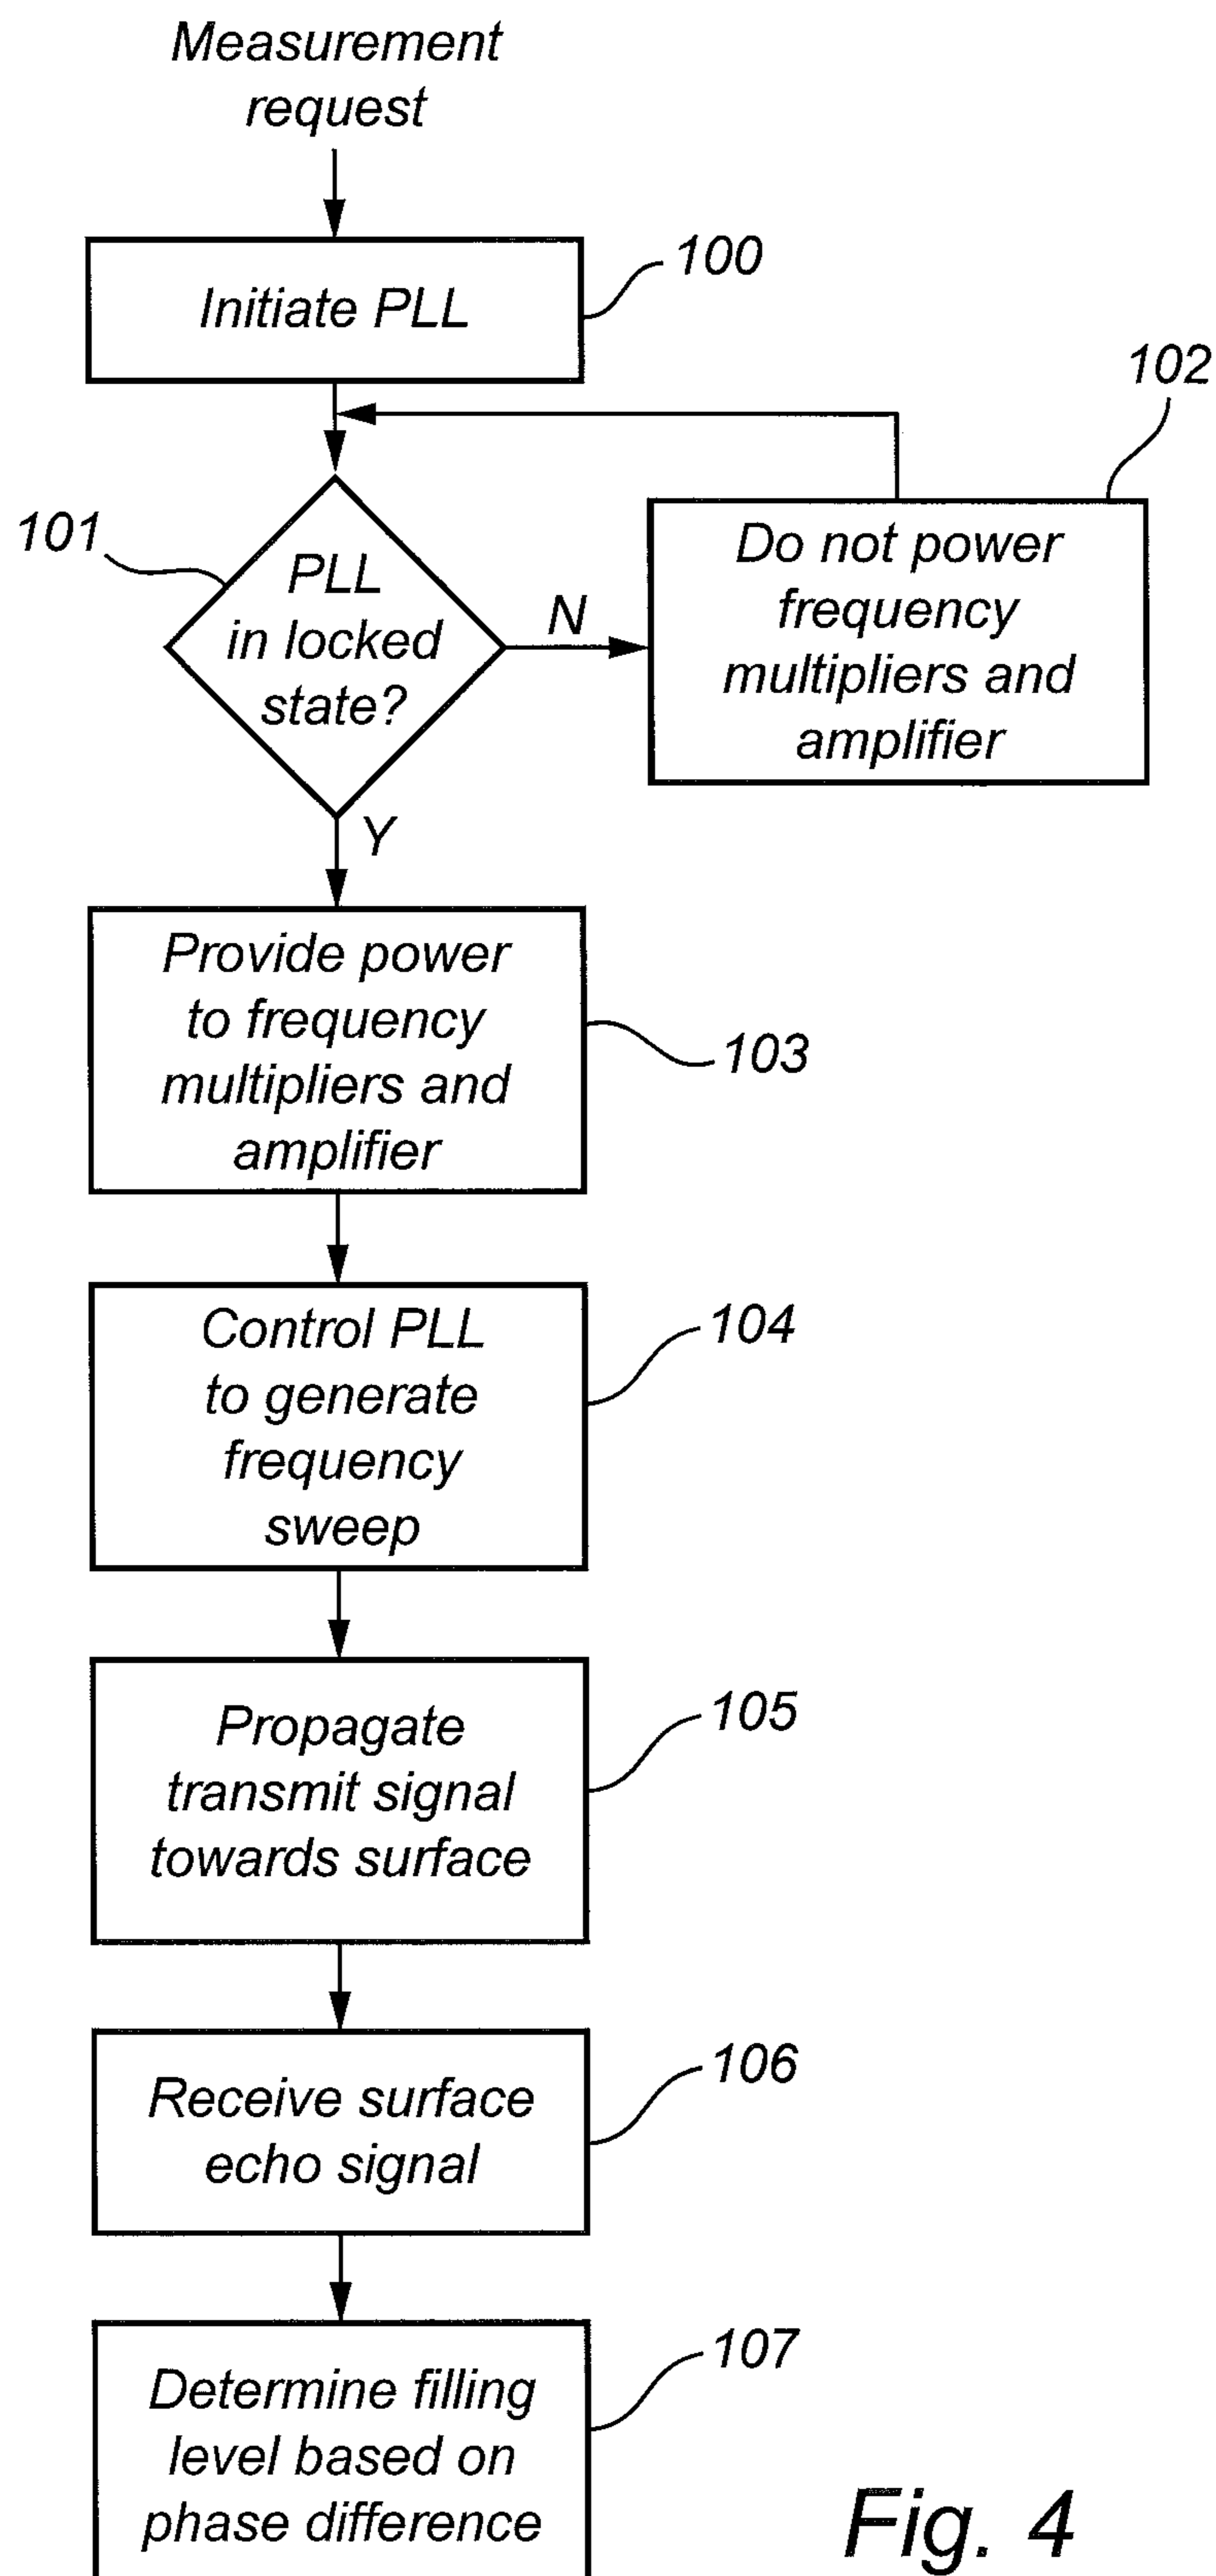 Measurement
request
100
Initiate PLL
102
101
PLL
in locked
state?
N
Do not power
frequency
multipliers and
amplifier
Y
Provide power
to frequency
multipliers and
amplifier
103
Control PLL
to generate
frequency
sweep
104
Propagate
transmit signal
towards surface
105
Receive surface
echo signal
106
Determine filling
level based on
phase difference
107
Fig. 4